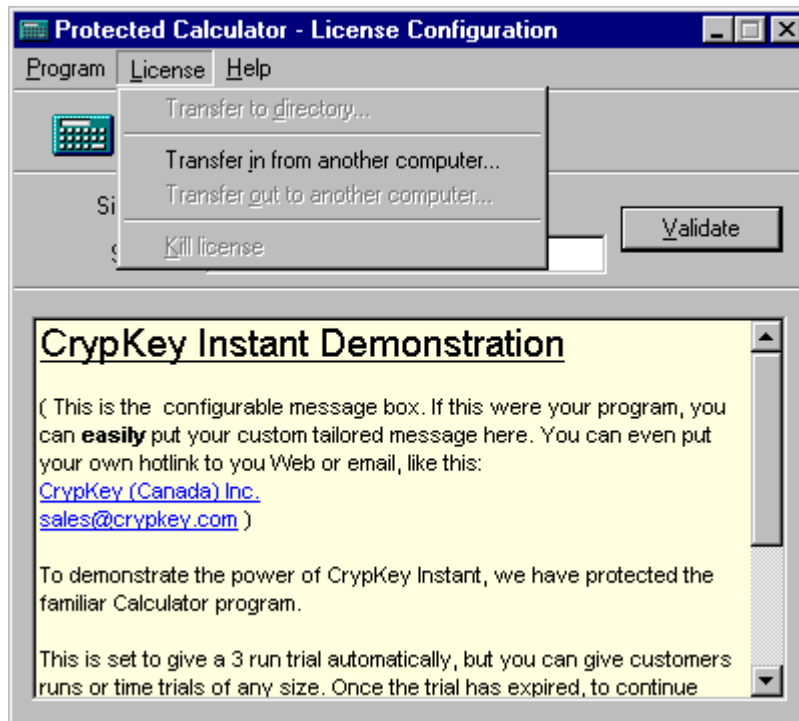 Protected Calculator - License Configuration
Program License Help
Transfer to directory...
Transfer in from another computer...
Transfer out to another computer...
Kill license
Si
Validate
CrypKey Instant Demonstration
( This is the configurable message box. If this were your program, you
can easily put your custom tailored message here. You can even put
your own hotlink to you Web or email, like this:
CrypKey (Canada) Inc.
sales@crypkey.com )
To demonstrate the power of CrypKey Instant, we have protected the
familiar Calculator program.
This is set to give a 3 run trial automatically, but you can give customers
runs or time trials of any size. Once the trial has expired, to continue